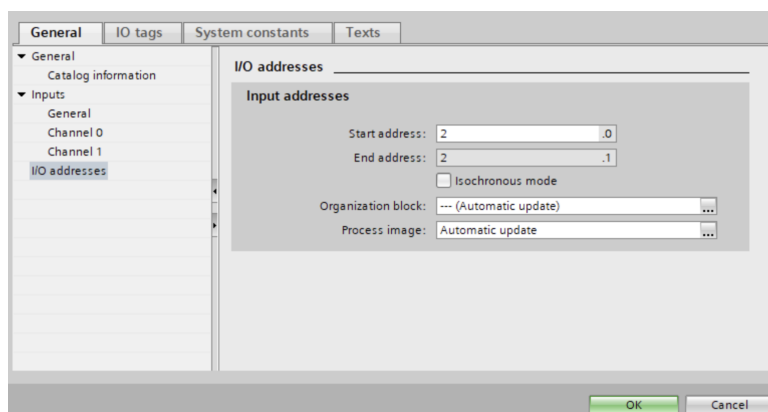 General IO tags System constants Texts
General
Catalog information
Inputs
General
Channel 0
Channel 1
I/O addresses
I/O addresses
Input addresses
Start address: 2 .0
End address: 2 .1
Isochronous mode
Organization block: --- (Automatic update) ...
Process image: Automatic update ...
OK Cancel